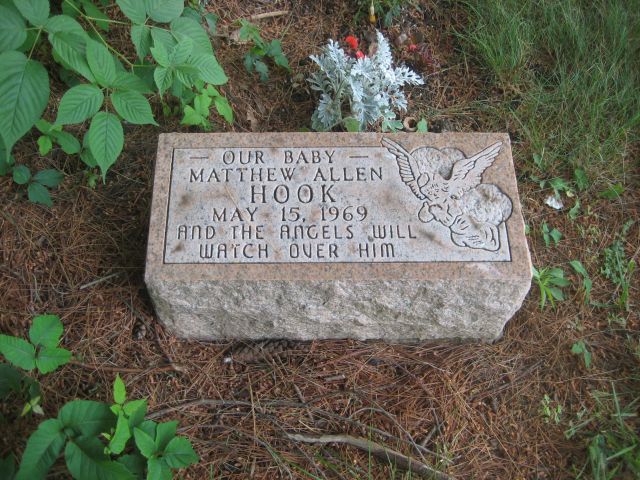 — OUR BABY —
MATTHEW ALLEN
HOOK
MAY 15, 1969
AND THE ANGELS WILL
WATCH OVER HIM